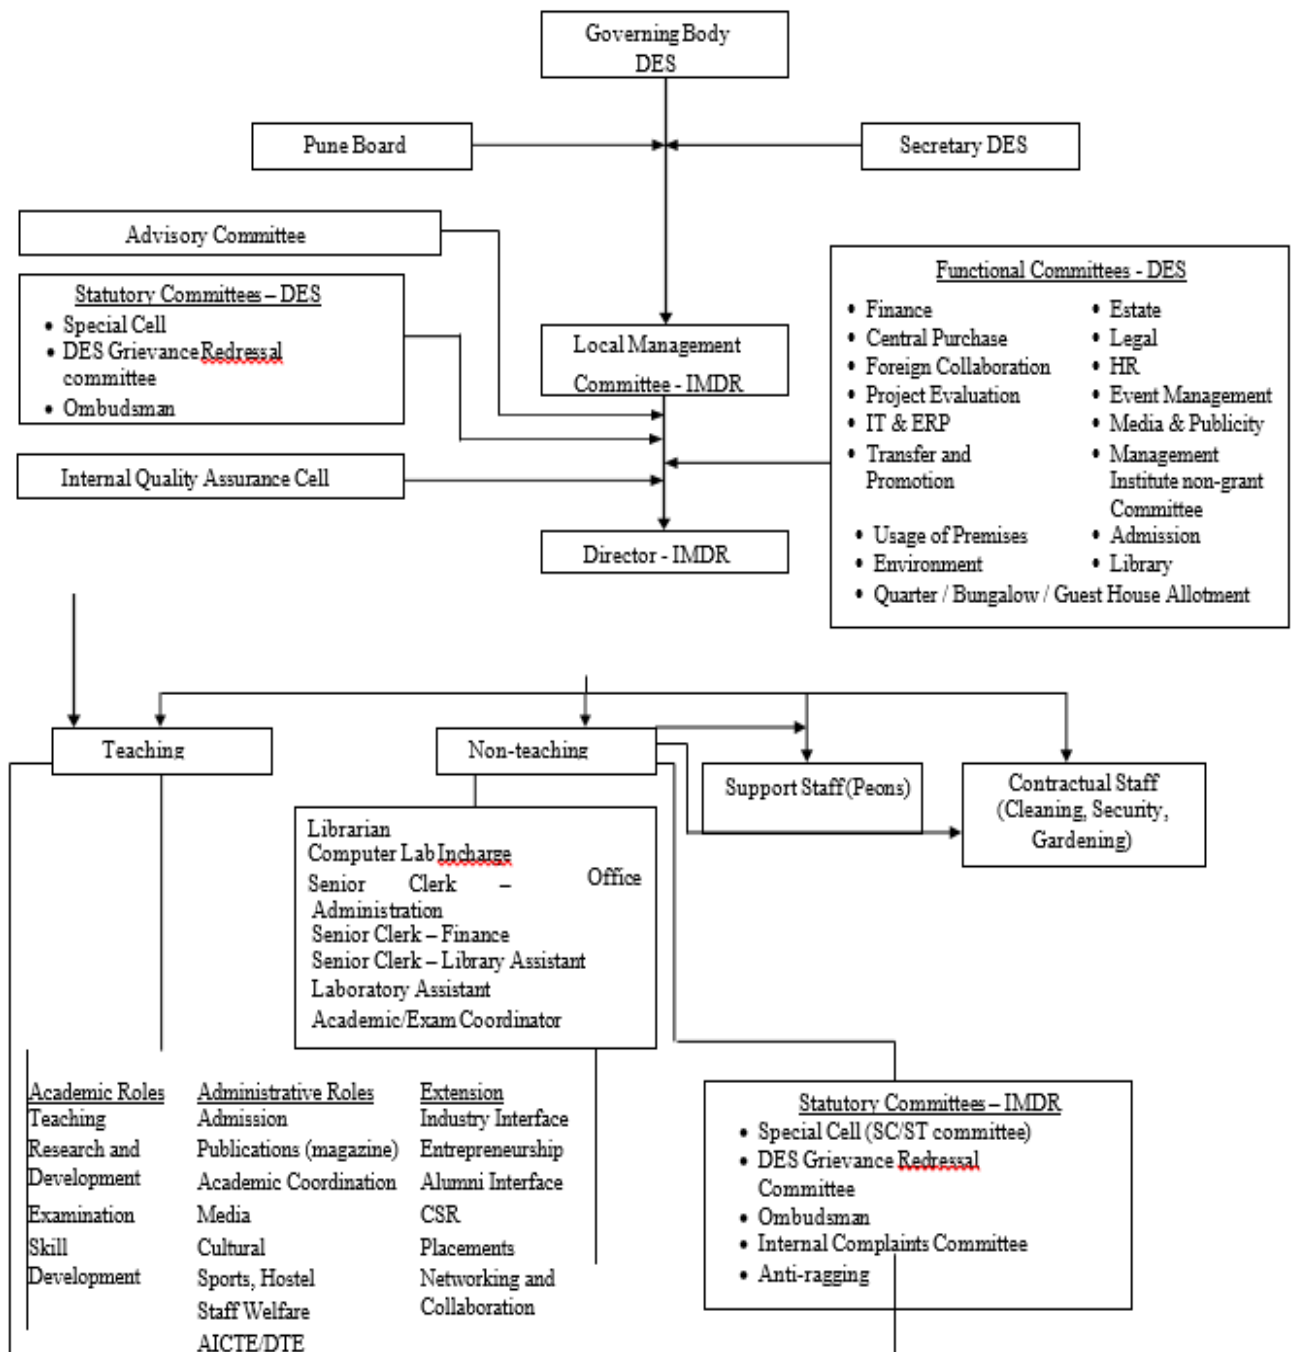 Governing Body
DES
Pune Board
Secretary DES
Advisory Committee
Statutory Committees – DES
• Special Cell
• DES Grievance Redressal
committee
• Ombudsman
Internal Quality Assurance Cell
Local Management
Committee - IMDR
Director - IMDR
Functional Committees - DES
• Finance
• Central Purchase
• Foreign Collaboration
• Project Evaluation
• IT & ERP
• Transfer and
Promotion
• Usage of Premises
• Environment
• Estate
• Legal
• HR
• Event Management
• Media & Publicity
• Management
Institute non-grant
Committee
• Admission
• Library
• Quarter / Bungalow / Guest House Allotment
Teaching
Non-teaching
Support Staff (Peons)
Contractual Staff
(Cleaning, Security,
Gardening)
Librarian
Computer Lab Incharge
Senior Clerk – Office
Administration
Senior Clerk – Finance
Senior Clerk – Library Assistant
Laboratory Assistant
Academic/Exam Coordinator
Academic Roles
Teaching
Research and
Development
Examination
Skill
Development
Administrative Roles
Admission
Publications (magazine)
Academic Coordination
Media
Cultural
Sports, Hostel
Staff Welfare
AICTE/DTE
Extension
Industry Interface
Entrepreneurship
Alumni Interface
CSR
Placements
Networking and
Collaboration
Statutory Committees – IMDR
• Special Cell (SC/ST committee)
• DES Grievance Redressal
Committee
• Ombudsman
• Internal Complaints Committee
• Anti-ragging